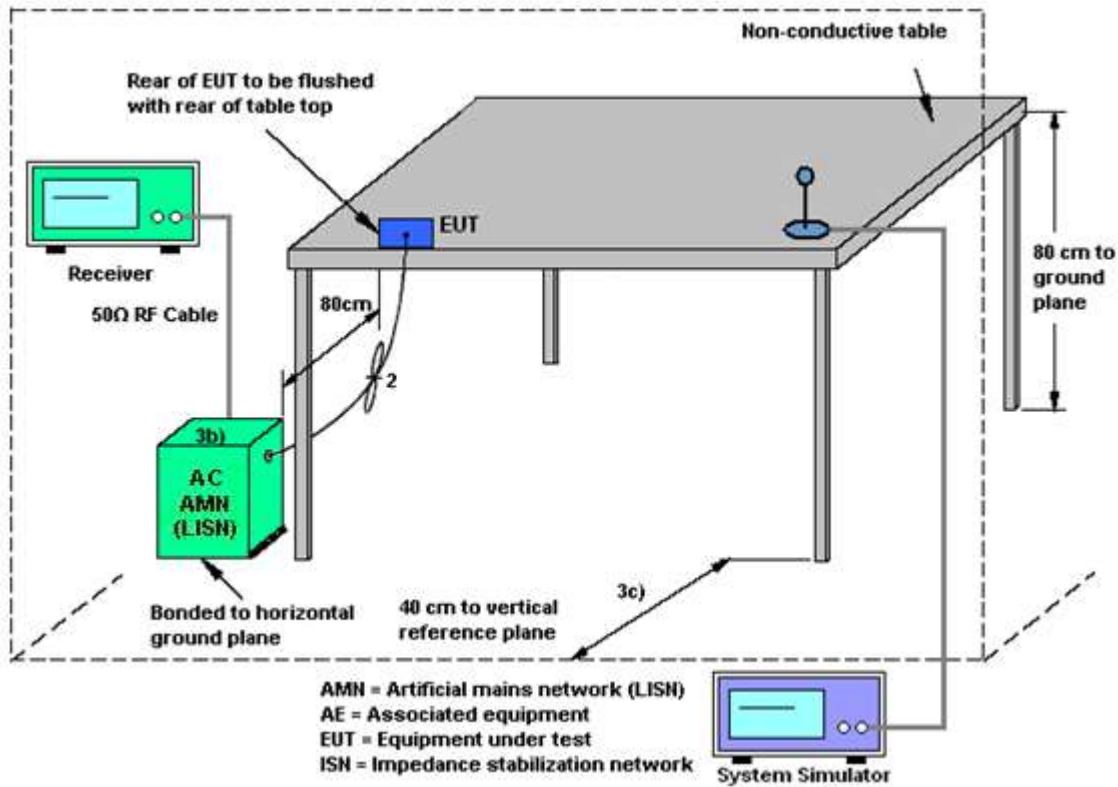 Non-conductive table
Rear of EUT to be flushed
with rear of table top
EUT
Receiver
80 cm to
ground
plane
80cm
50Ω RF Cable
2
3b)
AC
AMN
(LISN)
3c)
Bonded to horizontal
ground plane
40 cm to vertical
reference plane
AMN = Artificial mains network (LISN)
AE = Associated equipment
EUT = Equipment under test
ISN = Impedance stabilization network
System Simulator